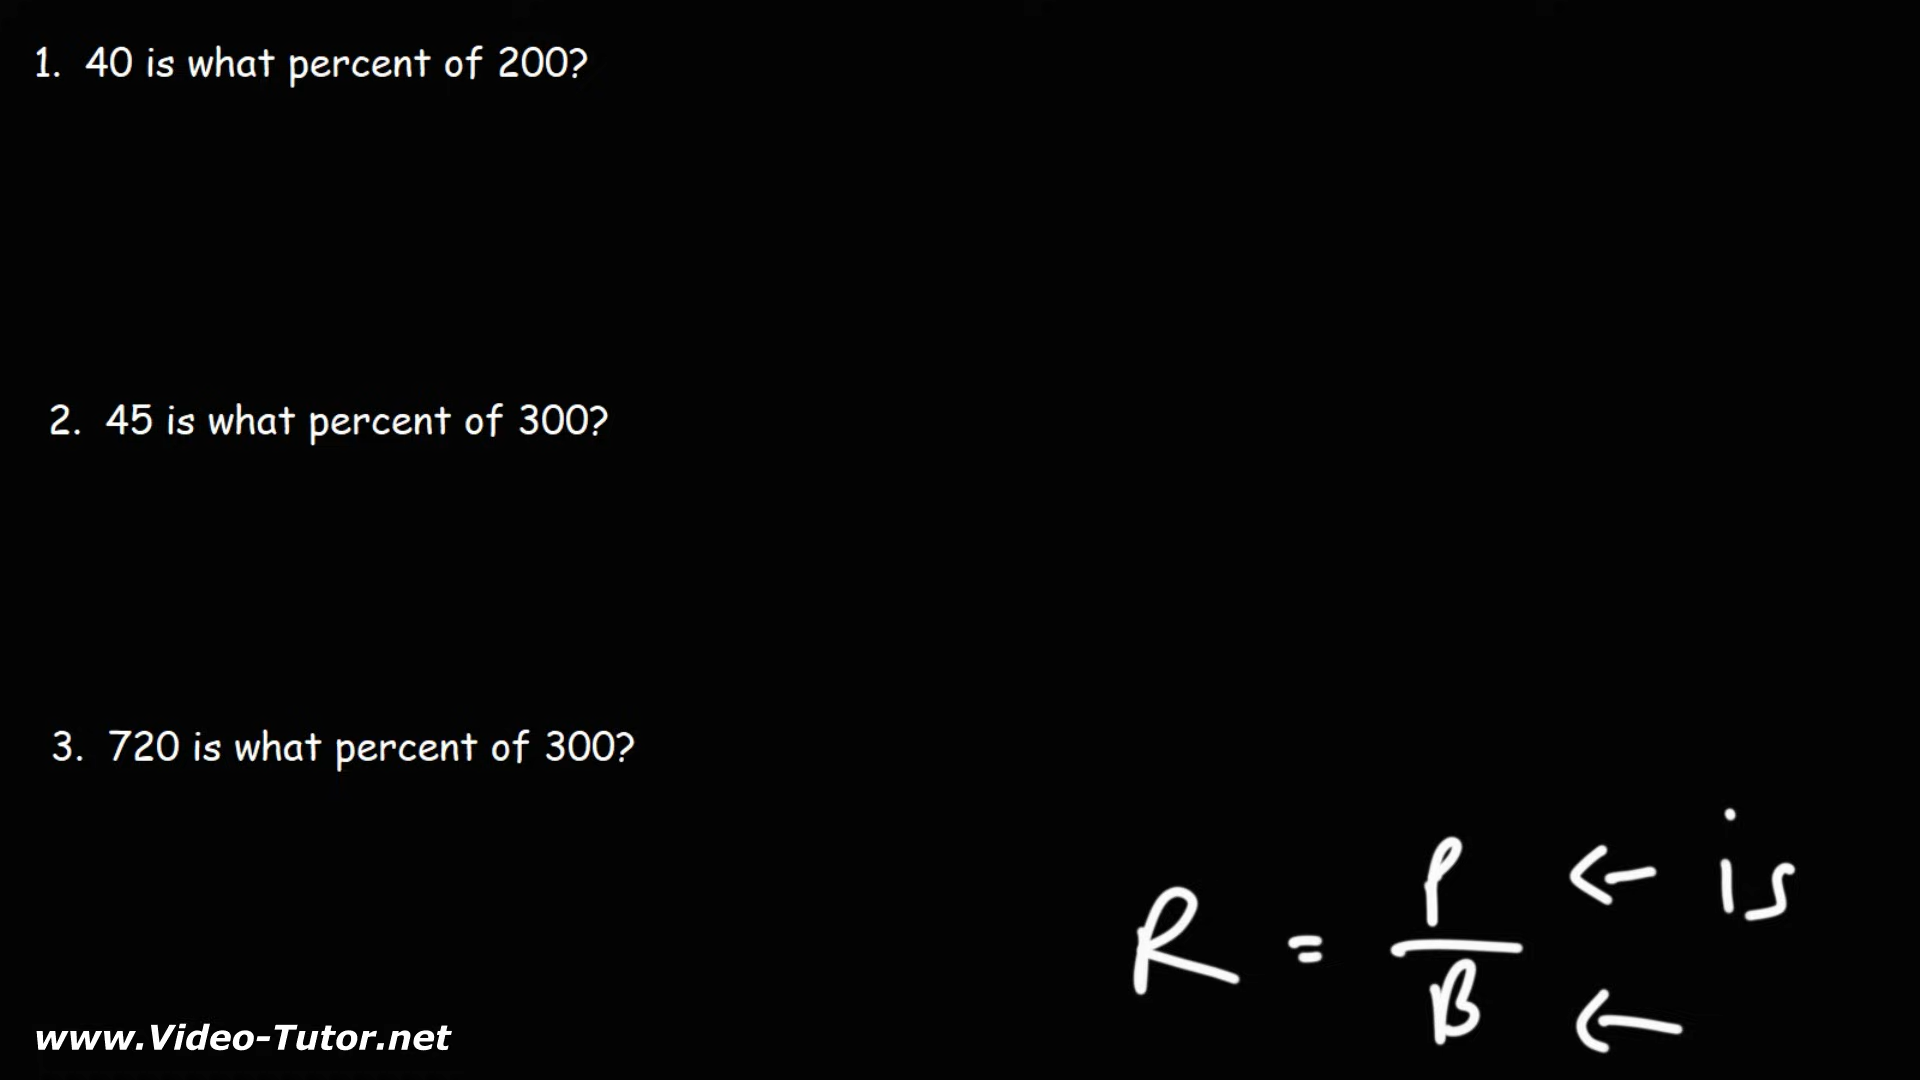 1. 40 is what percent of 200?
2. 45 is what percent of 300?
3. 720 is what percent of 300?
R = P/B ← is
←
www.Video-Tutor.net